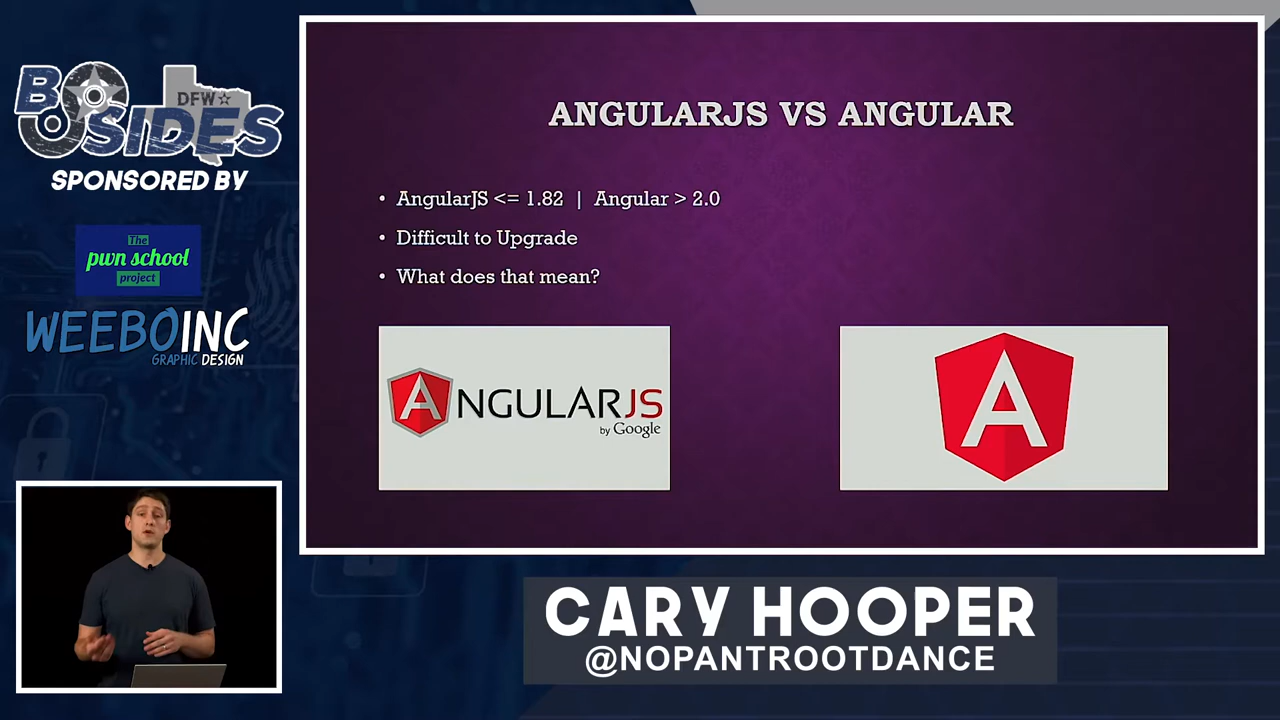 BSIDES
DFW
SPONSORED BY
The
pwn school
project
WEEBOINC
GRAPHIC DESIGN
ANGULARJS VS ANGULAR
• AngularJS <= 1.82 | Angular > 2.0
• Difficult to Upgrade
• What does that mean?
ANGULARJS
by Google
A
CARY HOOPER
@NOPANTROOTDANCE